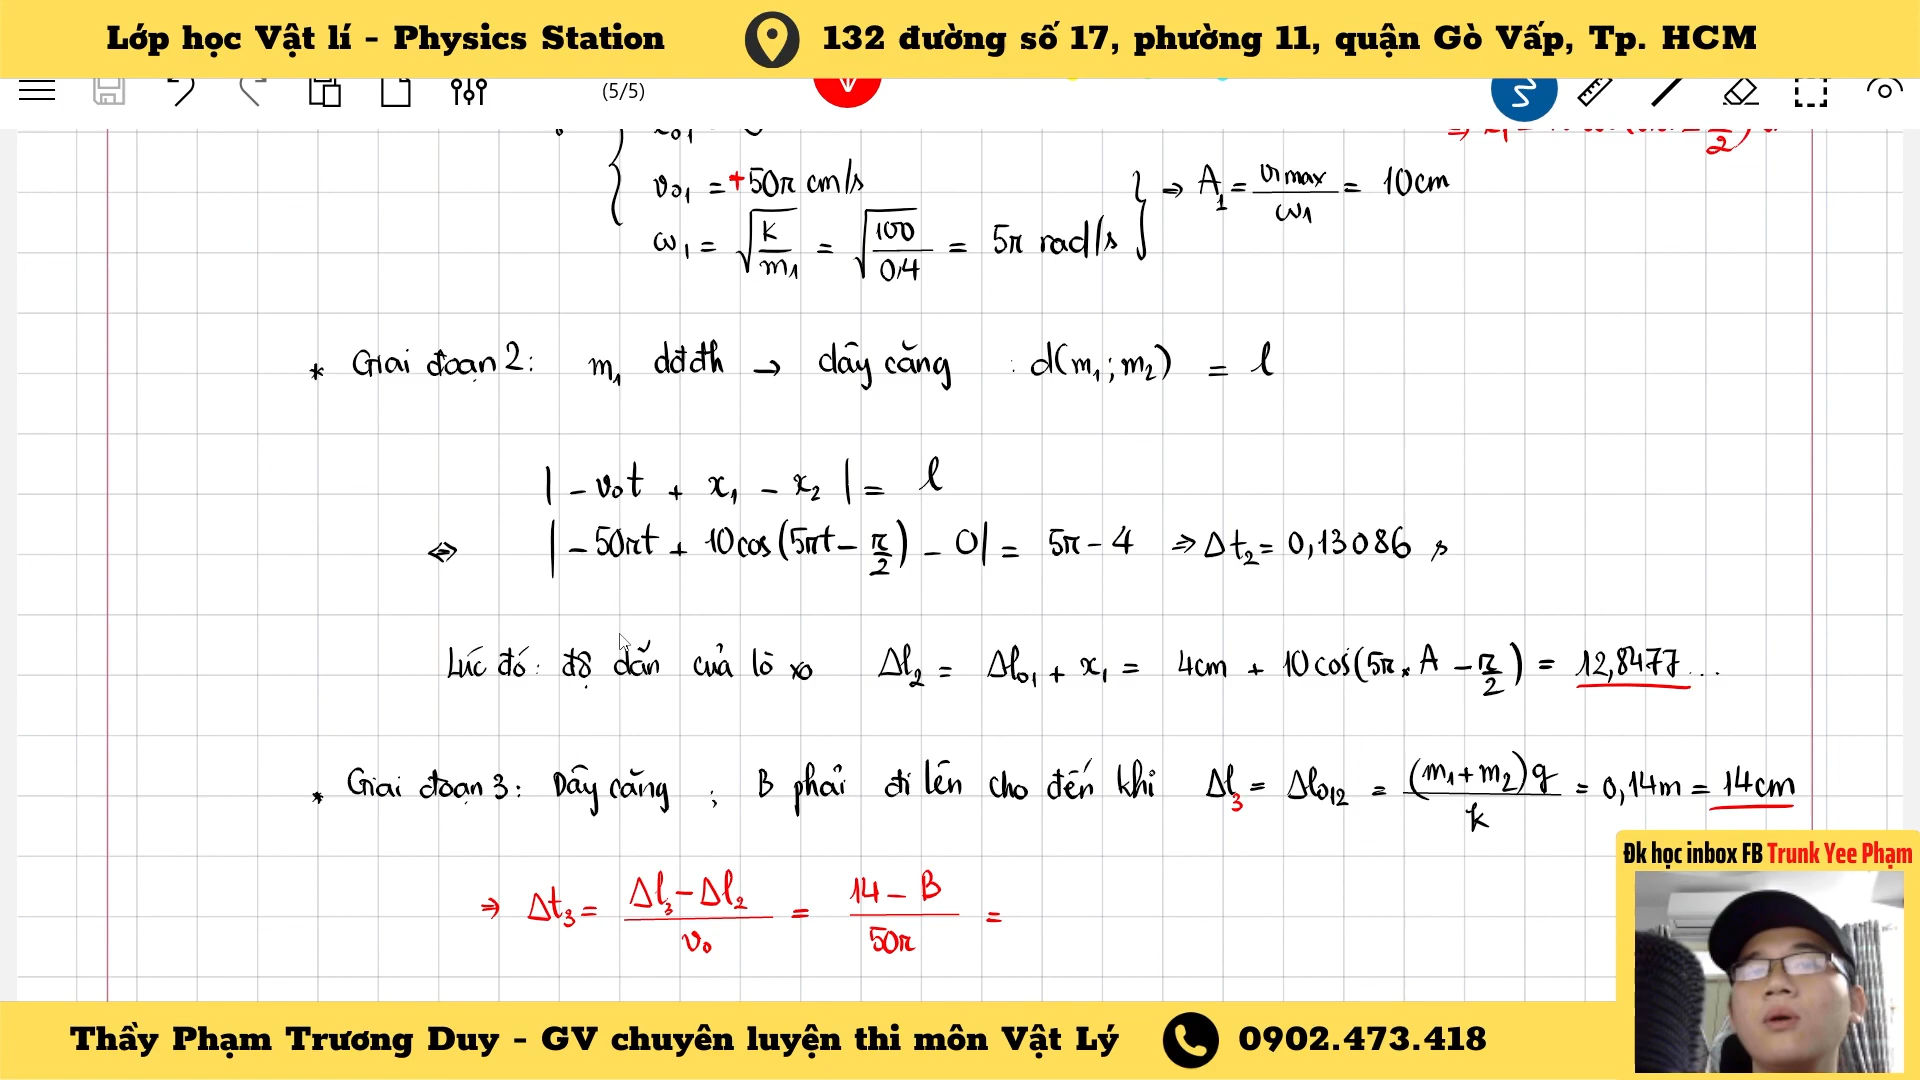 Lớp học Vật lí - Physics Station
132 đường số 17, phường 11, quận Gò Vấp, Tp. HCM
(5/5)
v₀₁ = +50π cm/s
ω₁ = √(k/m₁) = √(100/0,4) = 5π rad/s
⇒ A₁ = v₁max/ω₁ = 10cm
* Giai đoạn 2: m₁ dđđh → dây căng : d(m₁; m₂) = l
|-v₀t + x₁ - x₂| = l
⇔ |-50πt + 10cos(5πt - π/2) - 0| = 5π - 4 ⇒ Δt₂ = 0,13086 s
Lúc đó: độ dãn của lò xo Δl₂ = Δl₀₁ + x₁ = 4cm + 10cos(5π × A - π/2) = 12,8477...
* Giai đoạn 3: Dây căng ; B phải đi lên cho đến khi Δl₃ = Δl₀₁₂ = (m₁+m₂)g/k = 0,14m = 14cm
⇒ Δt₃ = (Δl₃ - Δl₂)/v₀ = (14 - B)/50π =
Đk học inbox FB Trunk Yee Phạm
Thầy Phạm Trương Duy - GV chuyên luyện thi môn Vật Lý
0902.473.418